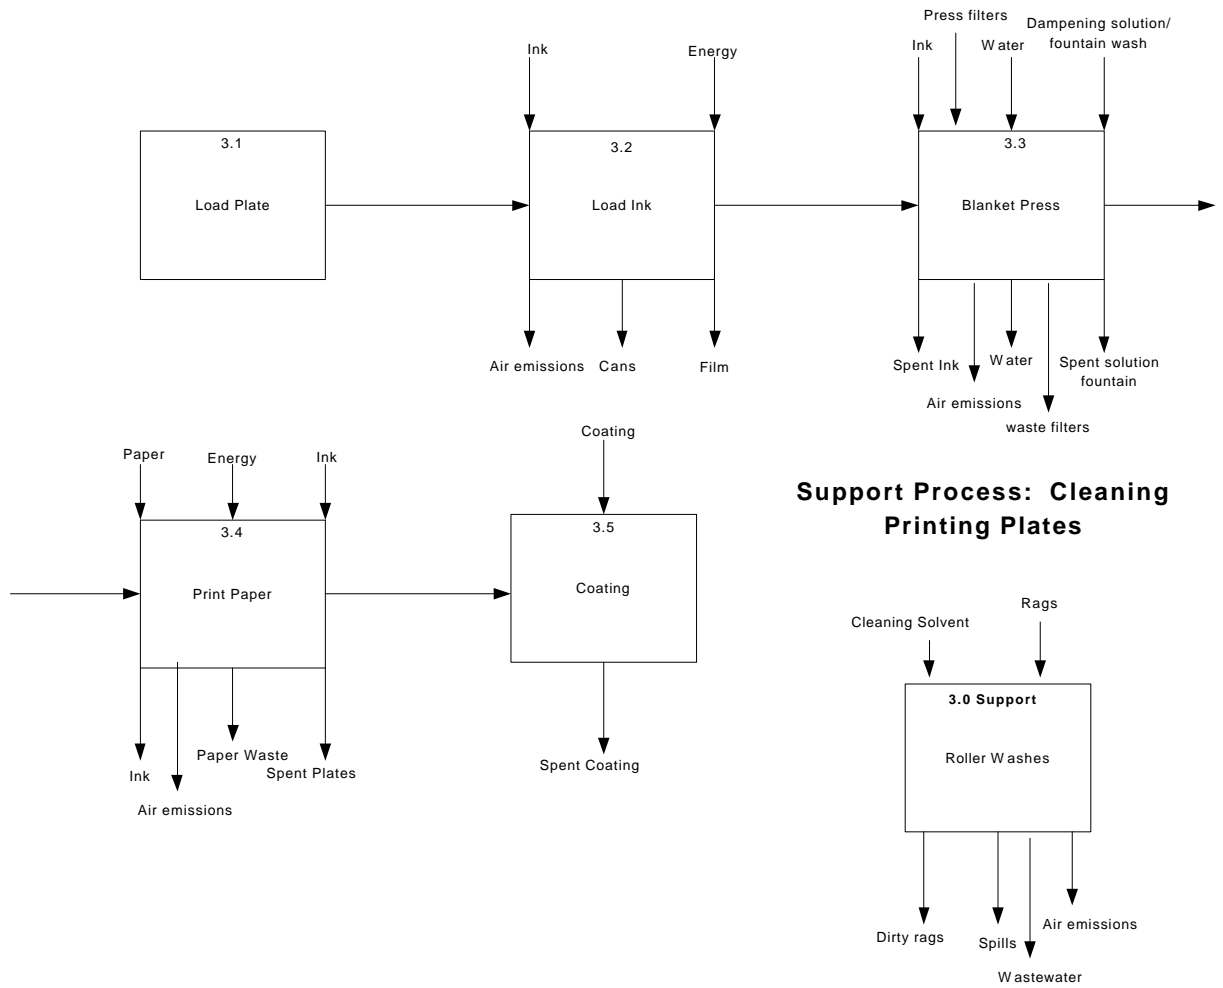 Press filters
Dampening solution/
fountain wash
Ink
Energy
Ink
Water
3.1
Load Plate
3.2
Load Ink
3.3
Blanket Press
Air emissions
Cans
Film
Spent Ink
Water
Spent solution
fountain
Air emissions
waste filters
Paper
Energy
Ink
Coating
3.4
Print Paper
3.5
Coating
Ink
Air emissions
Paper Waste
Spent Plates
Spent Coating
Support Process: Cleaning
Printing Plates
Cleaning Solvent
Rags
3.0 Support
Roller Washes
Dirty rags
Spills
Air emissions
Wastewater